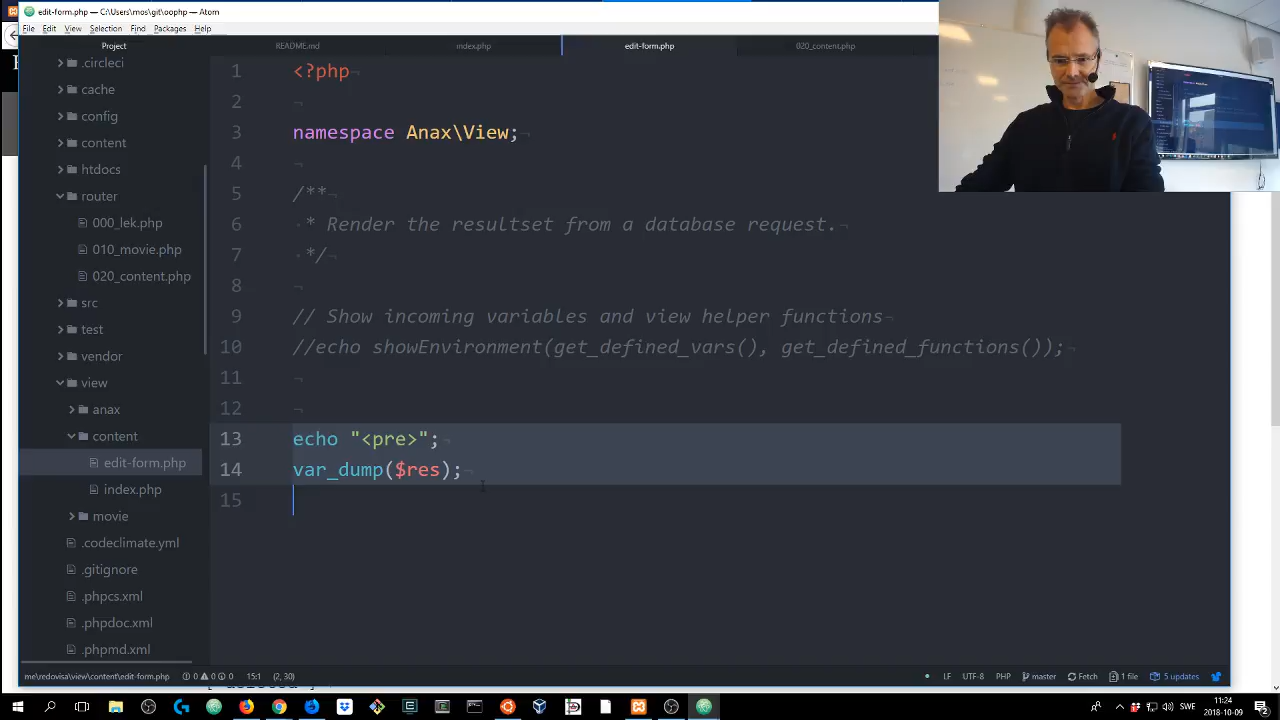 edit-form.php — C:\Users\mos\git\oophp — Atom
File Edit View Selection Find Packages Help
Project
README.md
index.php
edit-form.php
020_content.php
.circleci
cache
config
content
htdocs
router
000_lek.php
010_movie.php
020_content.php
src
test
vendor
view
anax
content
edit-form.php
index.php
movie
.codeclimate.yml
.gitignore
.phpcs.xml
.phpdoc.xml
.phpmd.xml
1 <?php
2
3 namespace Anax\View;
4
5 /**
6 * Render the resultset from a database request.
7 */
8
9 // Show incoming variables and view helper functions
10 //echo showEnvironment(get_defined_vars(), get_defined_functions());
11
12
13 echo "<pre>";
14 var_dump($res);
15
me\redovisa\view\content\edit-form.php 0 0 0 15:1 (2, 30)
LF UTF-8 PHP master Fetch 1 file 5 updates
SWE
11:24
2018-10-09